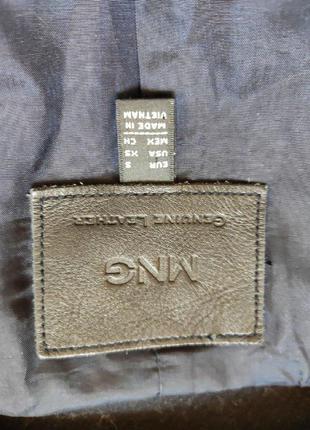 MNG
GENUINE LEATHER
EUR S
USA XS
MEX CH
MADE IN
VIETNAM